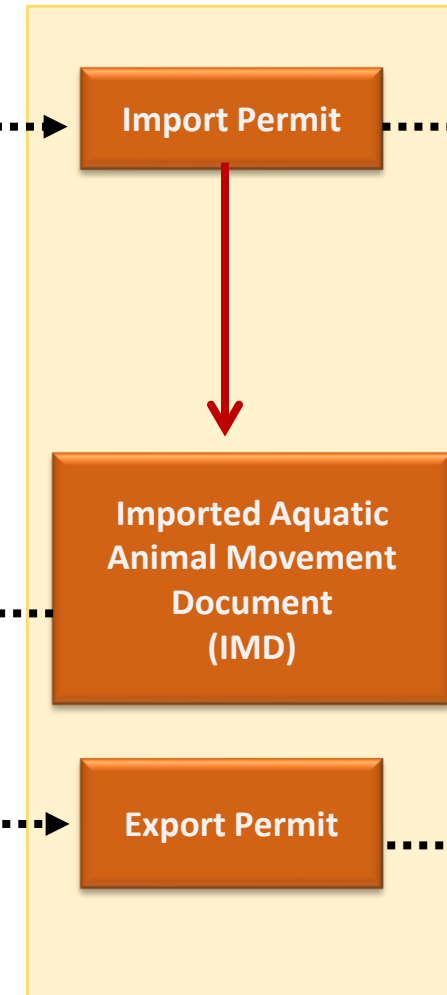 Import Permit
Imported Aquatic
Animal Movement
Document
(IMD)
Export Permit